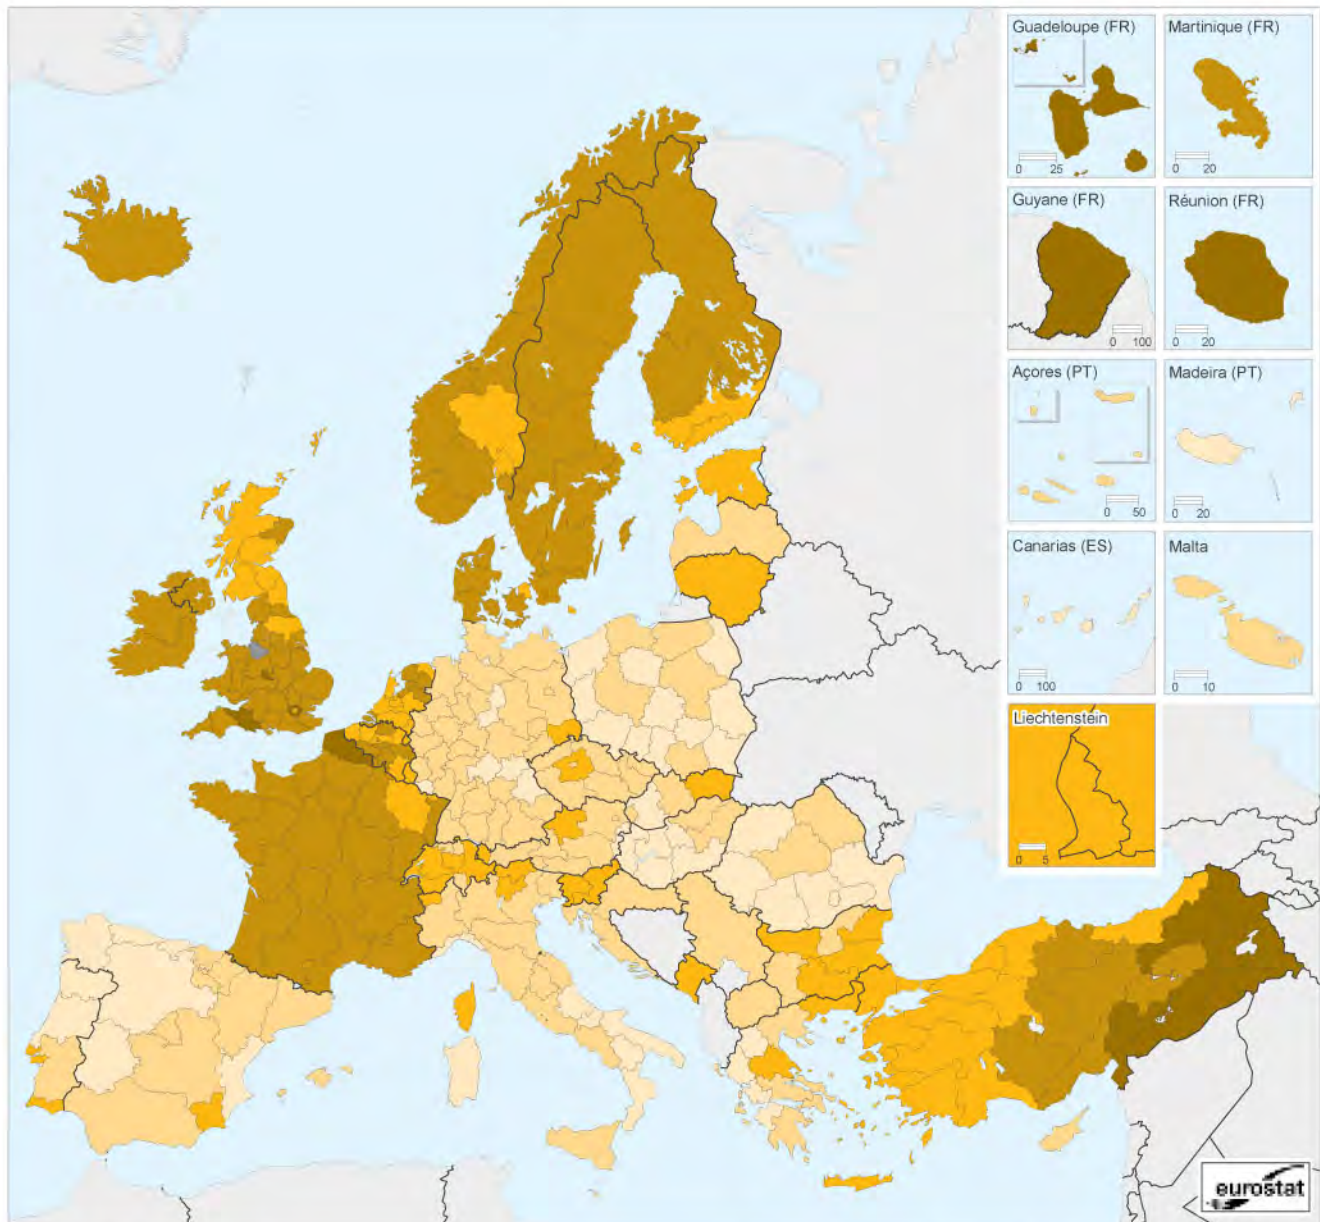 Guadeloupe (FR)
0 25
Martinique (FR)
0 20
Guyane (FR)
0 100
Réunion (FR)
0 20
Açores (PT)
0 50
Madeira (PT)
0 20
Canarias (ES)
0 100
Malta
0 10
Liechtenstein
0 5
eurostat